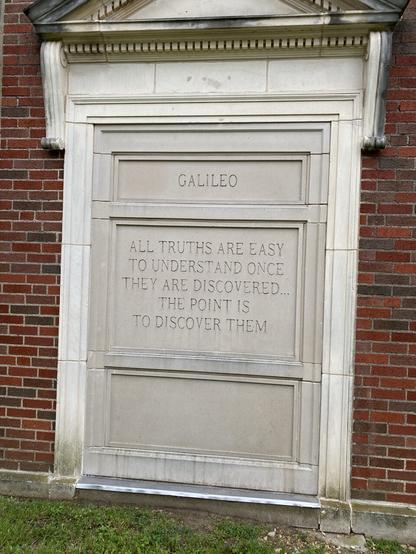 GALILEO
ALL TRUTHS ARE EASY
TO UNDERSTAND ONCE
THEY ARE DISCOVERED...
THE POINT IS
TO DISCOVER THEM